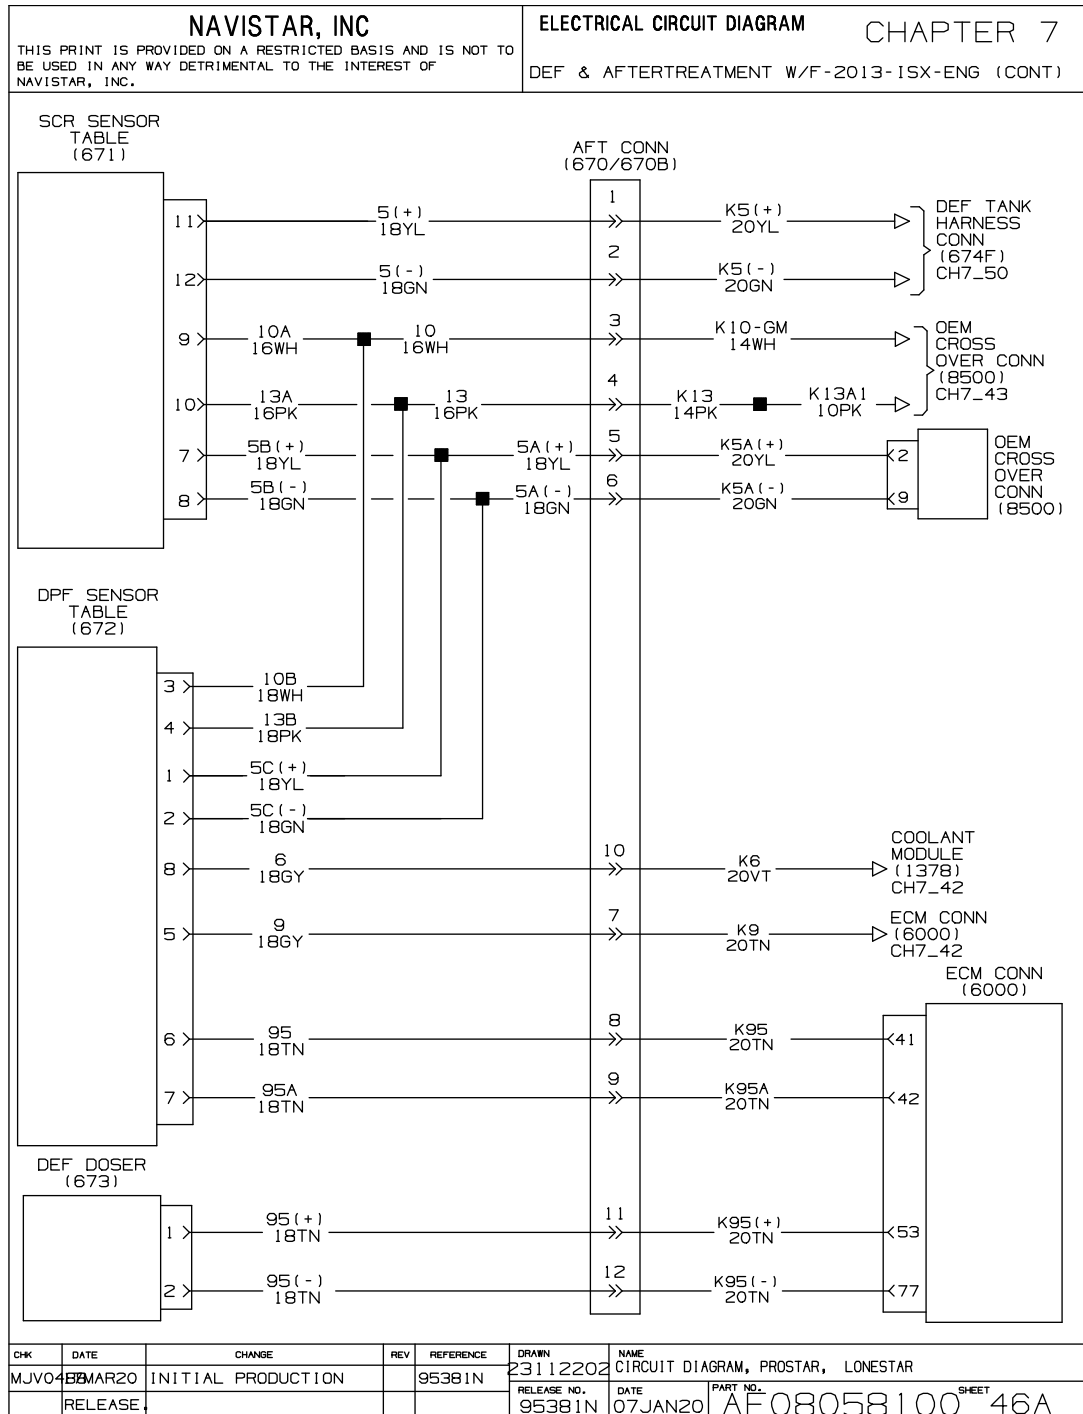 NAVISTAR, INC
THIS PRINT IS PROVIDED ON A RESTRICTED BASIS AND IS NOT TO
BE USED IN ANY WAY DETRIMENTAL TO THE INTEREST OF
NAVISTAR, INC.
ELECTRICAL CIRCUIT DIAGRAM
CHAPTER 7
DEF & AFTERTREATMENT W/F-2013-ISX-ENG (CONT)
SCR SENSOR
TABLE
(671)
AFT CONN
(670/670B)
11
5(+)
18YL
1
K5(+)
20YL
DEF TANK
HARNESS
CONN
(674F)
CH7_50
12
5(-)
18GN
2
K5(-)
20GN
9
10A
16WH
10
16WH
3
K10-GM
14WH
OEM
CROSS
OVER CONN
(8500)
CH7_43
10
13A
16PK
13
16PK
4
K13
14PK
K13A1
10PK
7
5B(+)
18YL
5A(+)
18YL
5
K5A(+)
20YL
2
OEM
CROSS
OVER
CONN
(8500)
8
5B(-)
18GN
5A(-)
18GN
6
K5A(-)
20GN
9
DPF SENSOR
TABLE
(672)
3
10B
18WH
4
13B
18PK
1
5C(+)
18YL
2
5C(-)
18GN
8
6
18GY
10
K6
20VT
COOLANT
MODULE
(1378)
CH7_42
5
9
18GY
7
K9
20TN
ECM CONN
(6000)
CH7_42
ECM CONN
(6000)
6
95
18TN
8
K95
20TN
41
7
95A
18TN
9
K95A
20TN
42
DEF DOSER
(673)
1
95(+)
18TN
11
K95(+)
20TN
53
2
95(-)
18TN
12
K95(-)
20TN
77
CHK DATE CHANGE REV REFERENCE
INITIAL PRODUCTION 95381N
RELEASE.
DRAWN
23112202
NAME
CIRCUIT DIAGRAM, PROSTAR, LONESTAR
RELEASE NO.
95381N
DATE
07JAN20
PART NO.
AF08058100
SHEET
46A